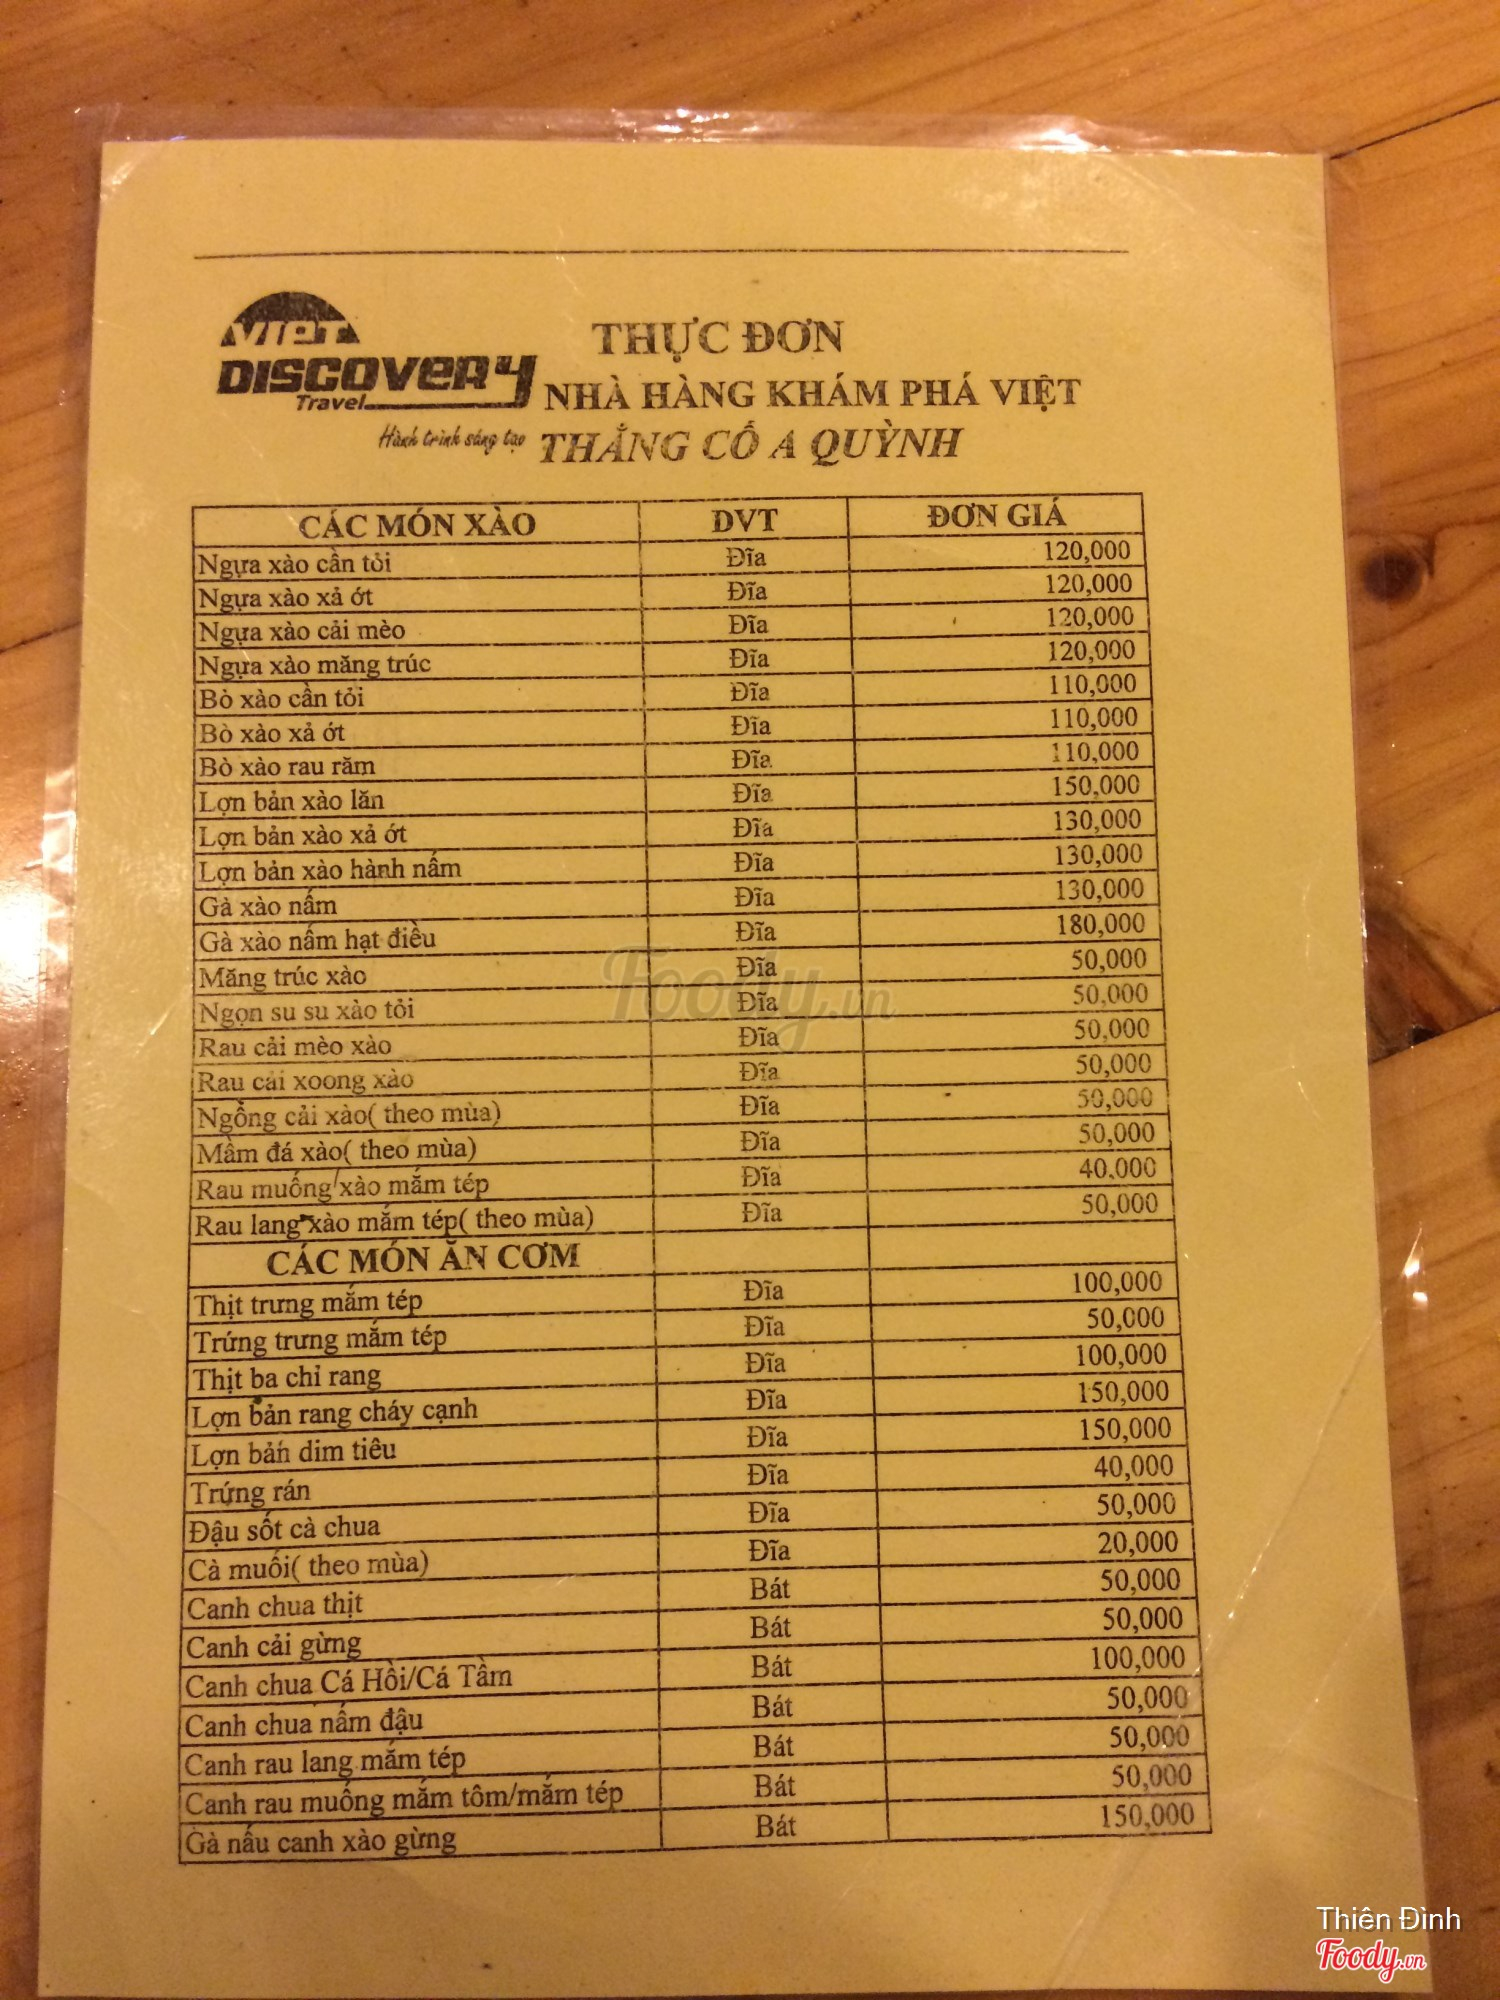 VIET
DISCOVERY
Travel
Hành trình sáng tạo
THỰC ĐƠN
NHÀ HÀNG KHÁM PHÁ VIỆT
THẮNG CỐ A QUỲNH
CÁC MÓN XÀO ĐVT ĐƠN GIÁ
Ngựa xào cần tỏi Đĩa 120,000
Ngựa xào xả ớt Đĩa 120,000
Ngựa xào cải mèo Đĩa 120,000
Ngựa xào măng trúc Đĩa 120,000
Bò xào cần tỏi Đĩa 110,000
Bò xào xả ớt Đĩa 110,000
Bò xào rau răm Đĩa 110,000
Lợn bản xào lăn Đĩa 150,000
Lợn bản xào xả ớt Đĩa 130,000
Lợn bản xào hành nấm Đĩa 130,000
Gà xào nấm Đĩa 130,000
Gà xào nấm hạt điều Đĩa 180,000
Măng trúc xào Đĩa 50,000
Ngọn su su xào tỏi Đĩa 50,000
Rau cải mèo xào Đĩa 50,000
Rau cải xoong xào Đĩa 50,000
Ngồng cải xào( theo mùa) Đĩa 50,000
Mầm đá xào( theo mùa) Đĩa 50,000
Rau muống xào mắm tép Đĩa 40,000
Rau lang xào mắm tép( theo mùa) Đĩa 50,000
CÁC MÓN ĂN CƠM
Thịt trưng mắm tép Đĩa 100,000
Trứng trưng mắm tép Đĩa 50,000
Thịt ba chỉ rang Đĩa 100,000
Lợn bản rang cháy cạnh Đĩa 150,000
Lợn bản dim tiêu Đĩa 150,000
Trứng rán Đĩa 40,000
Đậu sốt cà chua Đĩa 50,000
Cà muối( theo mùa) Đĩa 20,000
Canh chua thịt Bát 50,000
Canh cải gừng Bát 50,000
Canh chua Cá Hồi/Cá Tầm Bát 100,000
Canh chua nấm đậu Bát 50,000
Canh rau lang mắm tép Bát 50,000
Canh rau muống mắm tôm/mắm tép Bát 50,000
Gà nấu canh xào gừng Bát 150,000
Foody.vn
Thiên Đình
Foody.vn